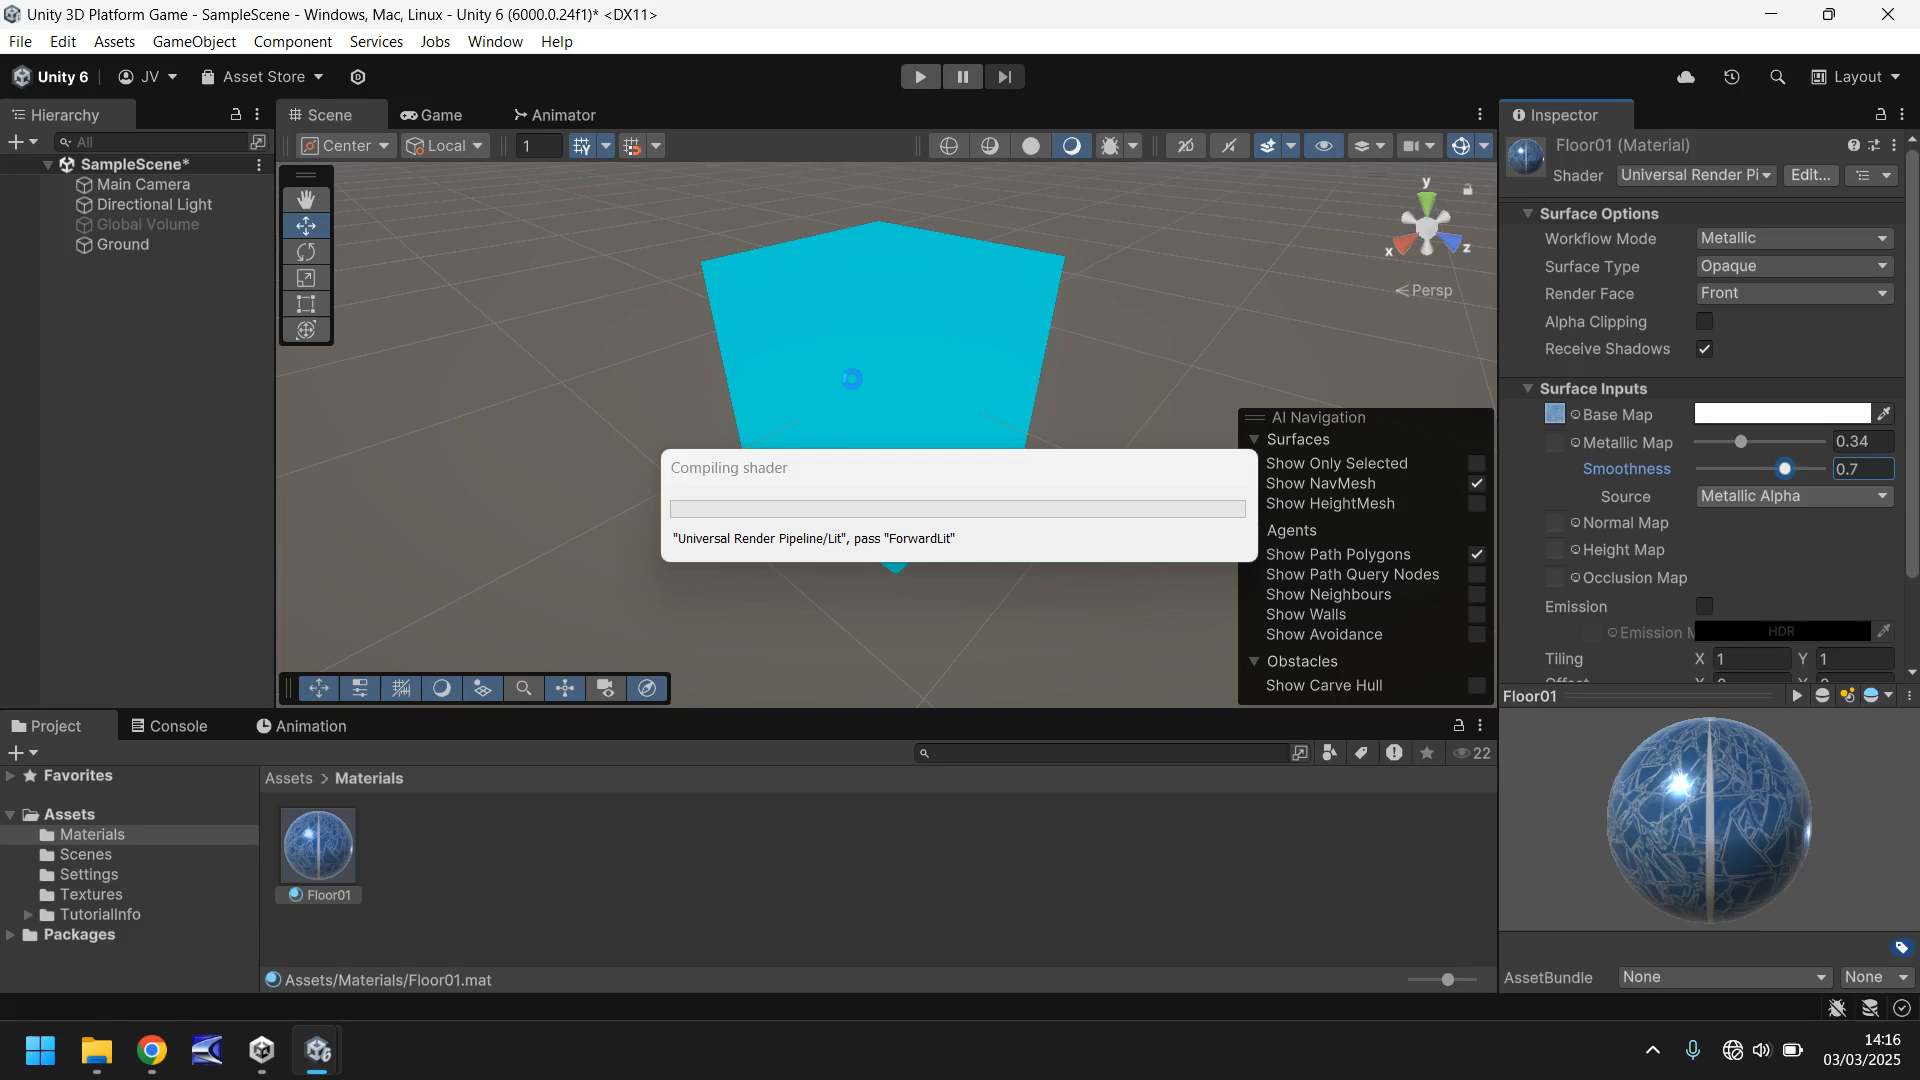 Unity 3D Platform Game - SampleScene - Windows, Mac, Linux - Unity 6 (6000.0.24f1)* <DX11>
File Edit Assets GameObject Component Services Jobs Window Help
Unity 6 JV Asset Store Layout
Hierarchy
All
SampleScene*
Main Camera
Directional Light
Global Volume
Ground
Scene Game Animator
Center Local 1
2D
y
x
z
Persp
Compiling shader
"Universal Render Pipeline/Lit", pass "ForwardLit"
AI Navigation
Surfaces
Show Only Selected
Show NavMesh
Show HeightMesh
Agents
Show Path Polygons
Show Path Query Nodes
Show Neighbours
Show Walls
Show Avoidance
Obstacles
Show Carve Hull
Inspector
Floor01 (Material)
Shader Universal Render Pi Edit...
Surface Options
Workflow Mode Metallic
Surface Type Opaque
Render Face Front
Alpha Clipping
Receive Shadows
Surface Inputs
Base Map
Metallic Map 0.34
Smoothness 0.7
Source Metallic Alpha
Normal Map
Height Map
Occlusion Map
Emission
Emission M HDR
Tiling X 1 Y 1
Floor01
AssetBundle None None
Project Console Animation
22
Favorites
Assets
Materials
Scenes
Settings
Textures
TutorialInfo
Packages
Assets > Materials
Floor01
Assets/Materials/Floor01.mat
14:16
03/03/2025